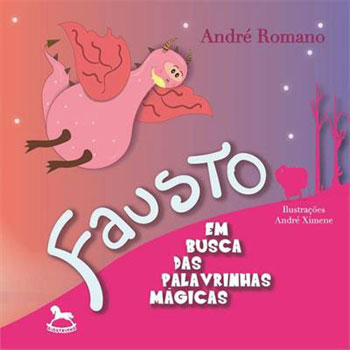 André Romano
Fausto
Ilustrações
André Ximene
EM
BUSCA
DAS
PALAVRINHAS
MÁGICAS